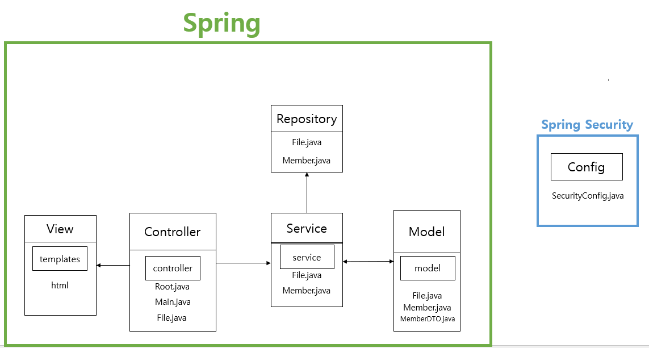 Spring
Repository
File.java
Member.java
Spring Security
Config
SecurityConfig.java
View
templates
html
Controller
controller
Root.java
Main.java
File.java
Service
service
File.java
Member.java
Model
model
File.java
Member.java
MemberDTO.java